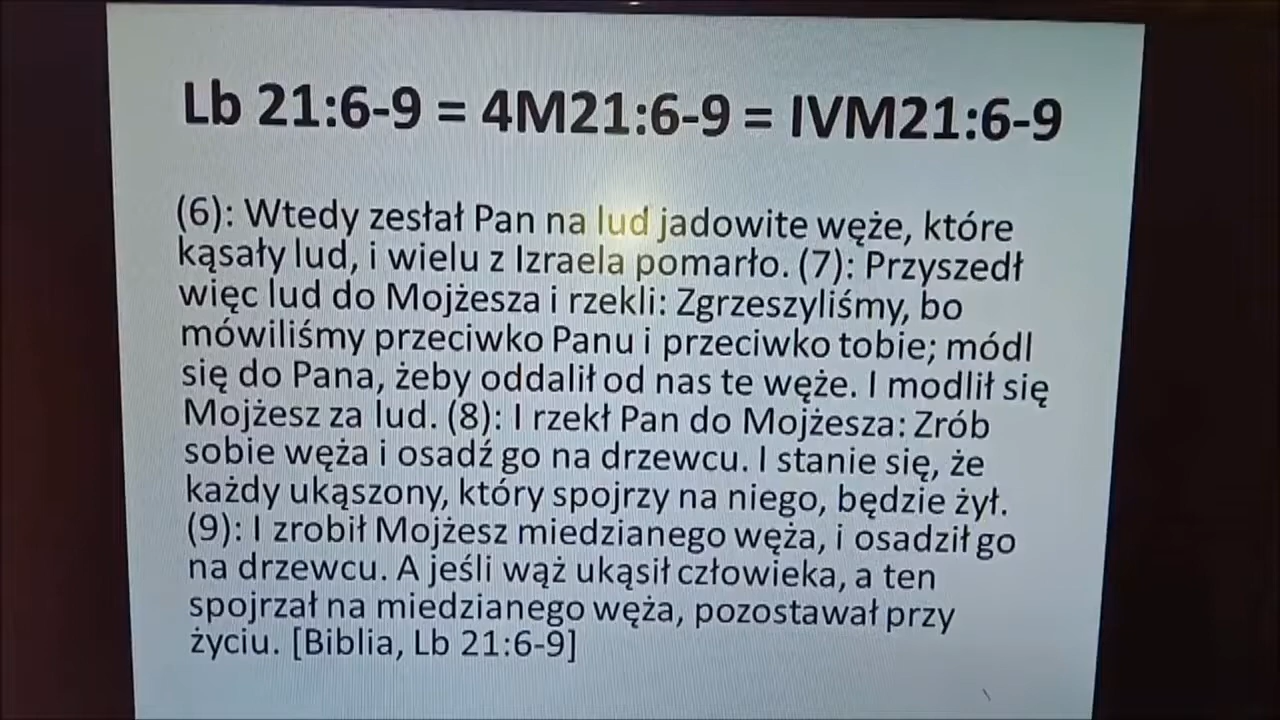 Lb 21:6-9 = 4M21:6-9 = IVM21:6-9
(6): Wtedy zesłał Pan na lud jadowite węże, które
kąsały lud, i wielu z Izraela pomarło. (7): Przyszedł
więc lud do Mojżesza i rzekli: Zgrzeszyliśmy, bo
mówiliśmy przeciwko Panu i przeciwko tobie; módl
się do Pana, żeby oddalił od nas te węże. I modlił się
Mojżesz za lud. (8): I rzekł Pan do Mojżesza: Zrób
sobie węża i osadź go na drzewcu. I stanie się, że
każdy ukąszony, który spojrzy na niego, będzie żył.
(9): I zrobił Mojżesz miedzianego węża, i osadził go
na drzewcu. A jeśli wąż ukąsił człowieka, a ten
spojrzał na miedzianego węża, pozostawał przy
życiu. [Biblia, Lb 21:6-9]